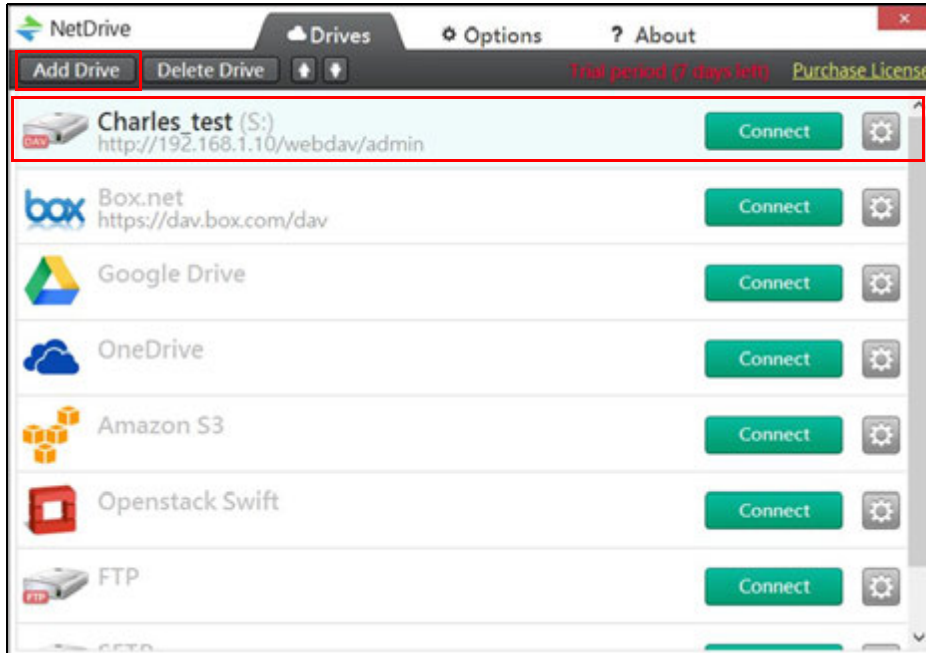 NetDrive Drives Options ? About
Add Drive Delete Drive Trial period (7 days left) Purchase License
Charles_test (S:)
DAV
http://192.168.1.10/webdav/admin
Connect
box
Box.net
https://dav.box.com/dav
Connect
Google Drive
Connect
OneDrive
Connect
Amazon S3
Connect
Openstack Swift
Connect
FTP
FTP
Connect
SFTP